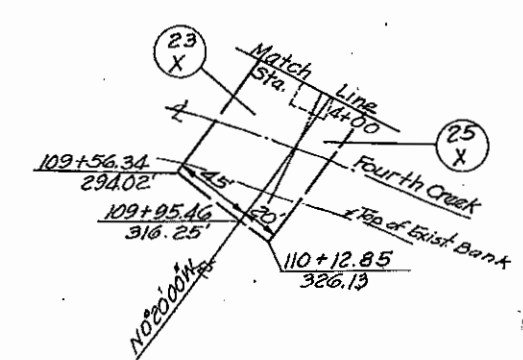 23
X
Match Line
Sta. 4+00
25
X
Fourth Creek
109+56.34
294.02'
45'
℄ Top of Exist Bank
109+95.46
316.25'
20'
110+12.85
326.13
N0°20'00"W